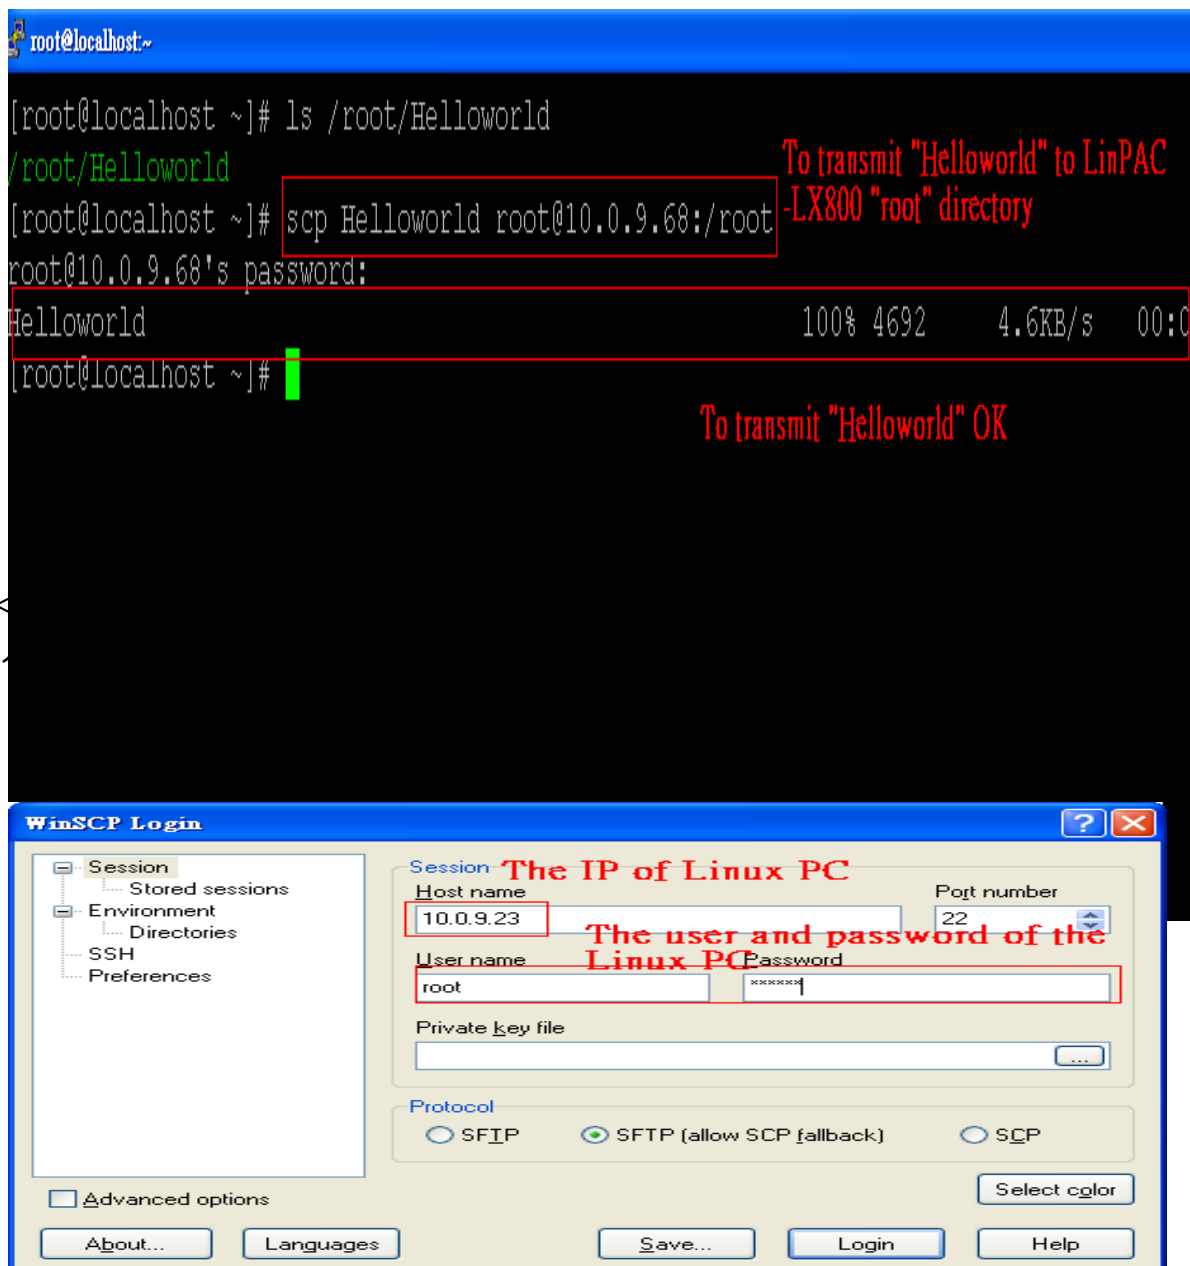 root@localhost:~
[root@localhost ~]# ls /root/Helloworld
/root/Helloworld
To transmit "Helloworld" to LinPAC
-LX800 "root" directory
[root@localhost ~]# scp Helloworld root@10.0.9.68:/root
root@10.0.9.68's password:
Helloworld 100% 4692 4.6KB/s 00:0
[root@localhost ~]#
To transmit "Helloworld" OK
WinSCP Login
Session
Stored sessions
Environment
Directories
SSH
Preferences
Session The IP of Linux PC
Host name Port number
10.0.9.23 22
The user and password of the
Linux PC
User name Password
root ******
Private key file
...
Protocol
SFTP SFTP (allow SCP fallback) SCP
Select color
Advanced options
About... Languages Save... Login Help